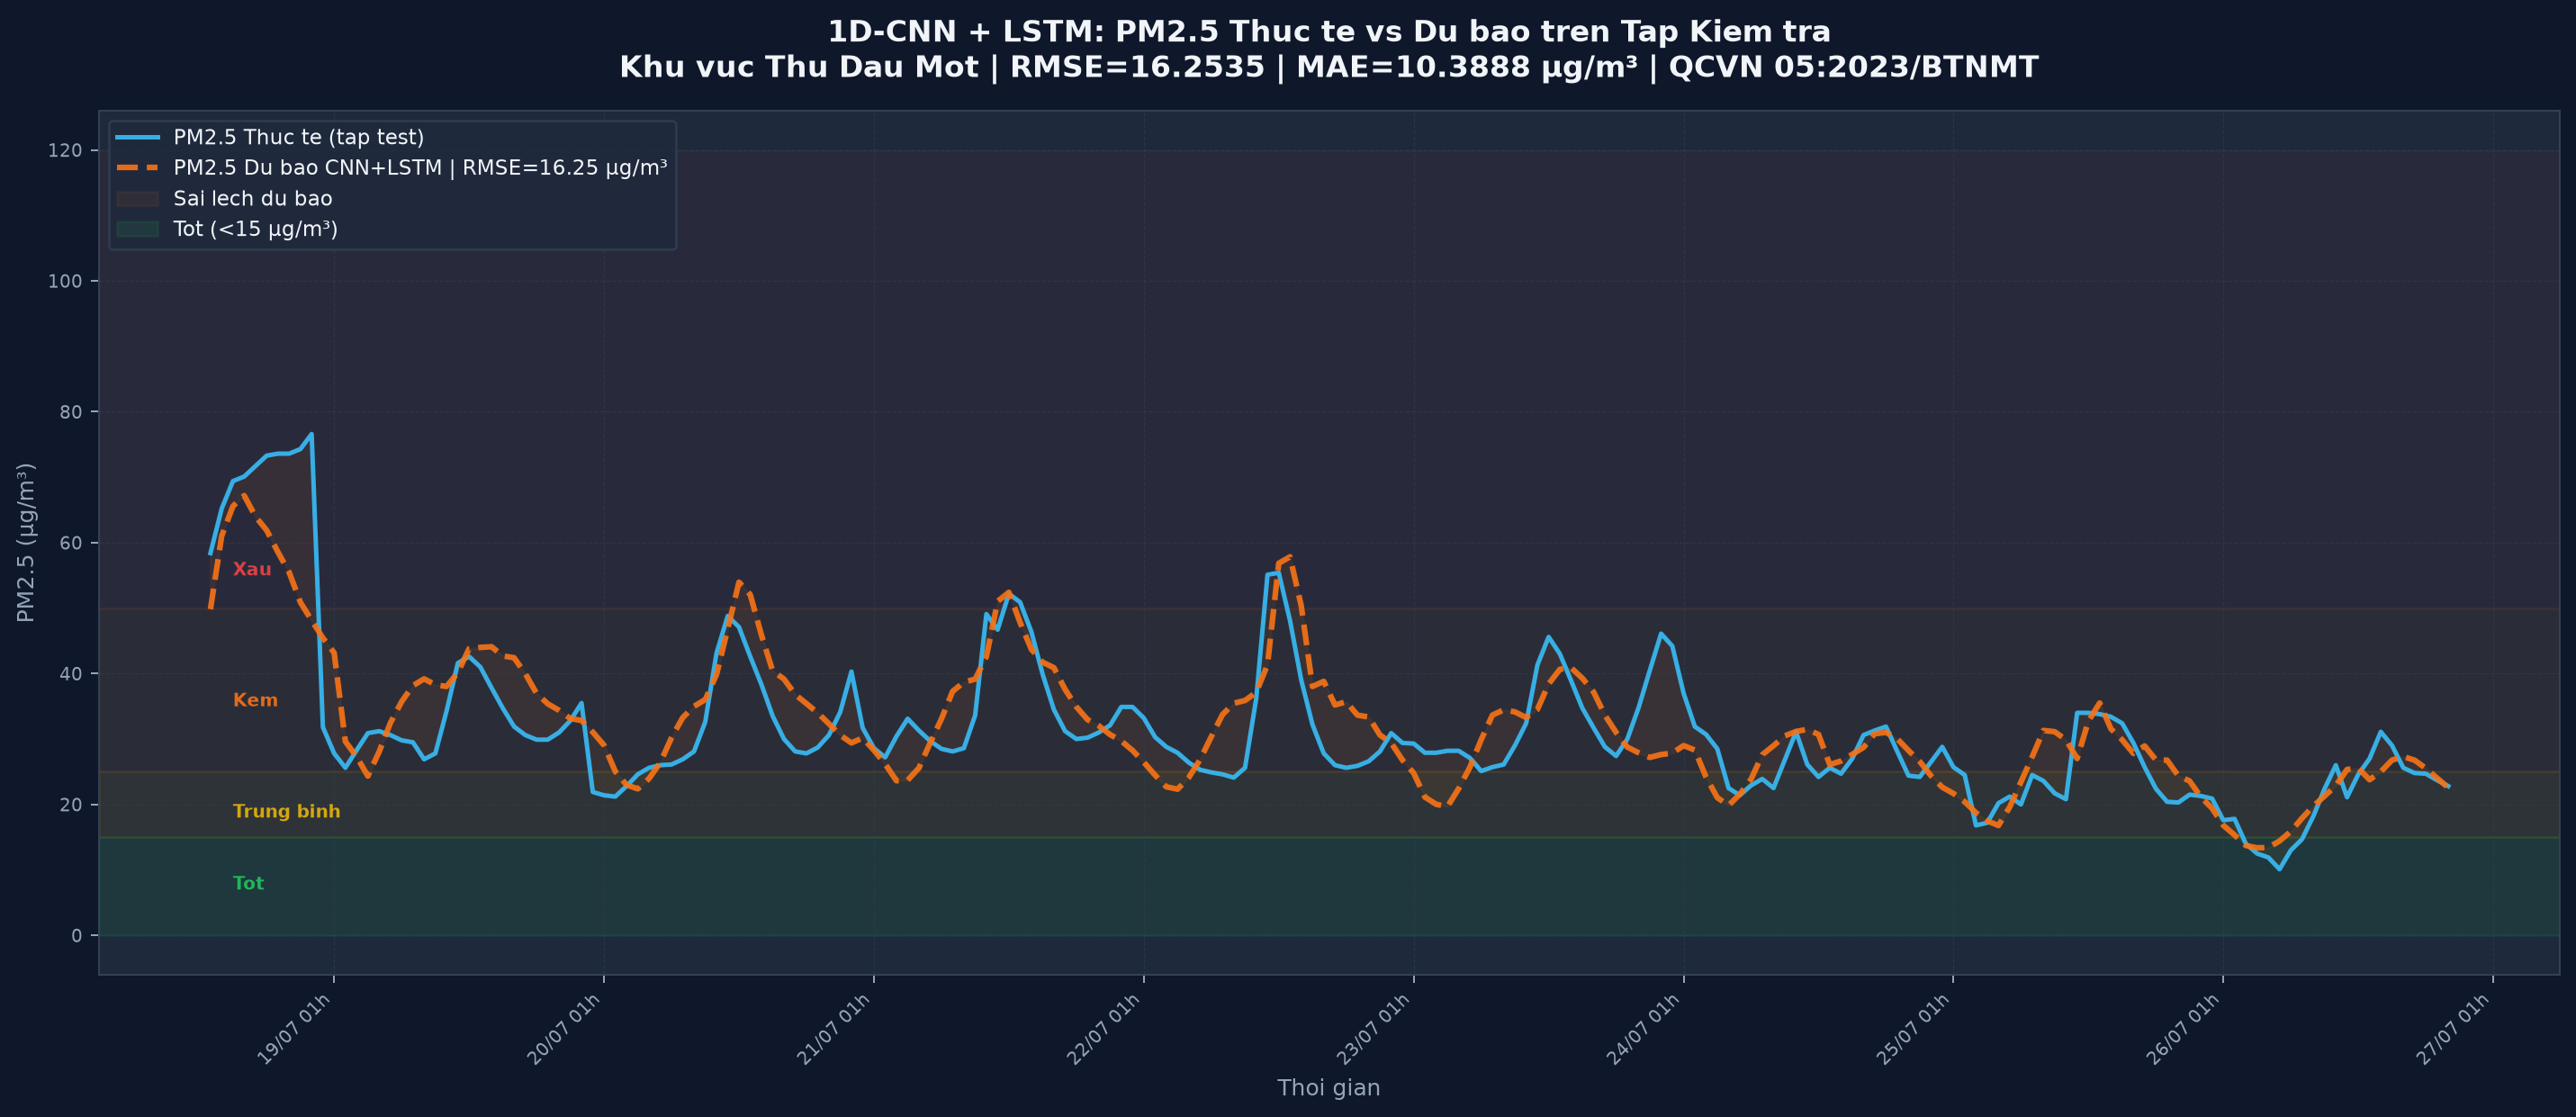 1D-CNN + LSTM: PM2.5 Thuc te vs Du bao tren Tap Kiem tra
Khu vuc Thu Dau Mot | RMSE=16.2535 | MAE=10.3888 µg/m³ | QCVN 05:2023/BTNMT
PM2.5 Thuc te (tap test)
PM2.5 Du bao CNN+LSTM | RMSE=16.25 µg/m³
Sai lech du bao
Tot (<15 µg/m³)
PM2.5 (µg/m³)
120
100
80
60
40
20
0
Xau
Kem
Trung binh
Tot
19/07 01h
20/07 01h
21/07 01h
22/07 01h
23/07 01h
24/07 01h
25/07 01h
26/07 01h
27/07 01h
Thoi gian